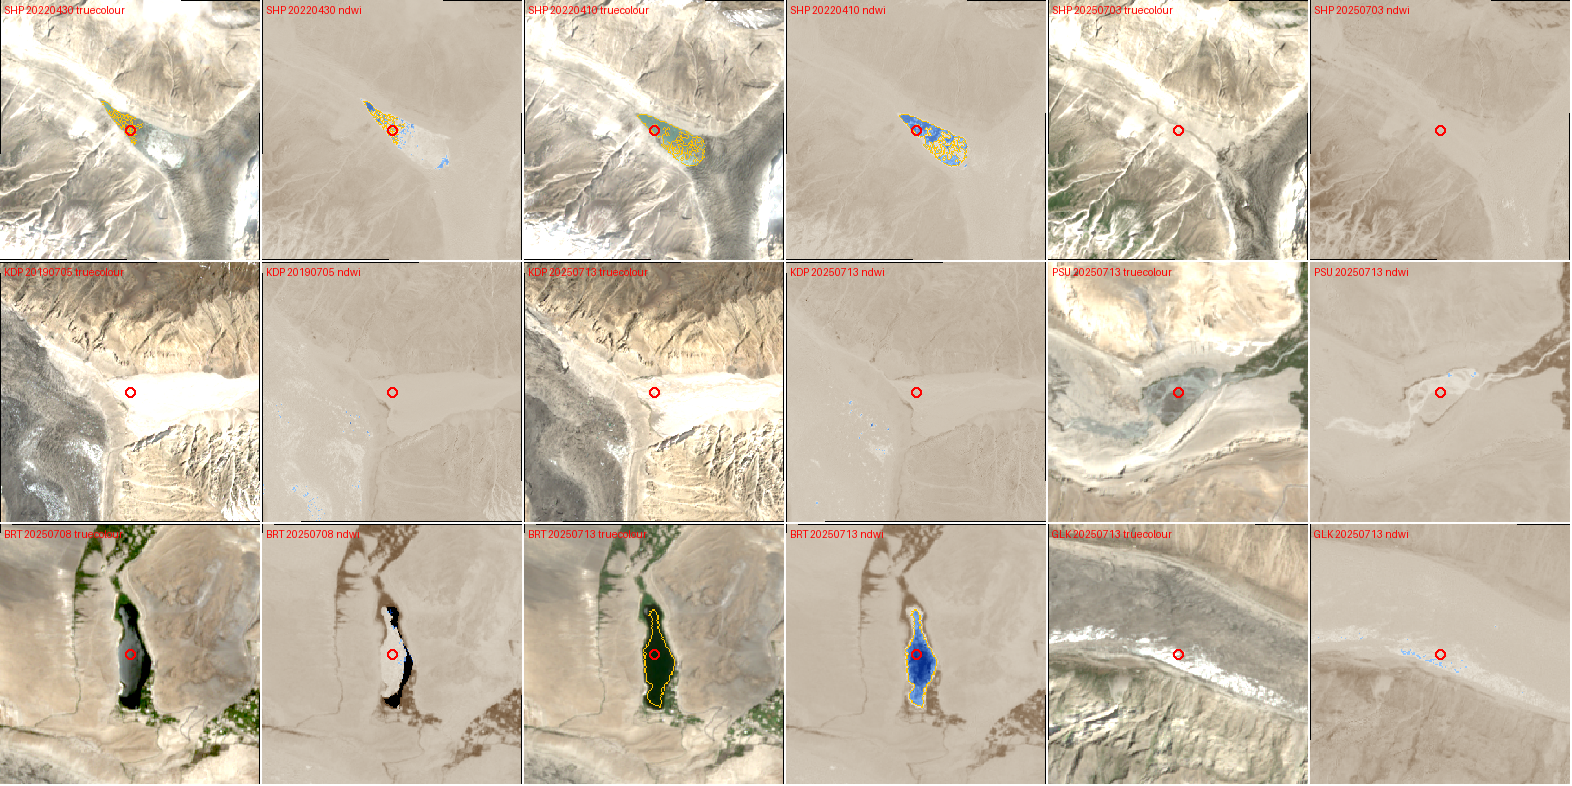 SHP 20220430 truecolour
SHP 20220430 ndwi
SHP 20220410 truecolour
SHP 20220410 ndwi
SHP 20250703 truecolour
SHP 20250703 ndwi
KDP 20190705 truecolour
KDP 20190705 ndwi
KDP 20250713 truecolour
KDP 20250713 ndwi
PSU 20250713 truecolour
PSU 20250713 ndwi
BRT 20250708 truecolour
BRT 20250708 ndwi
BRT 20250713 truecolour
BRT 20250713 ndwi
GLK 20250713 truecolour
GLK 20250713 ndwi